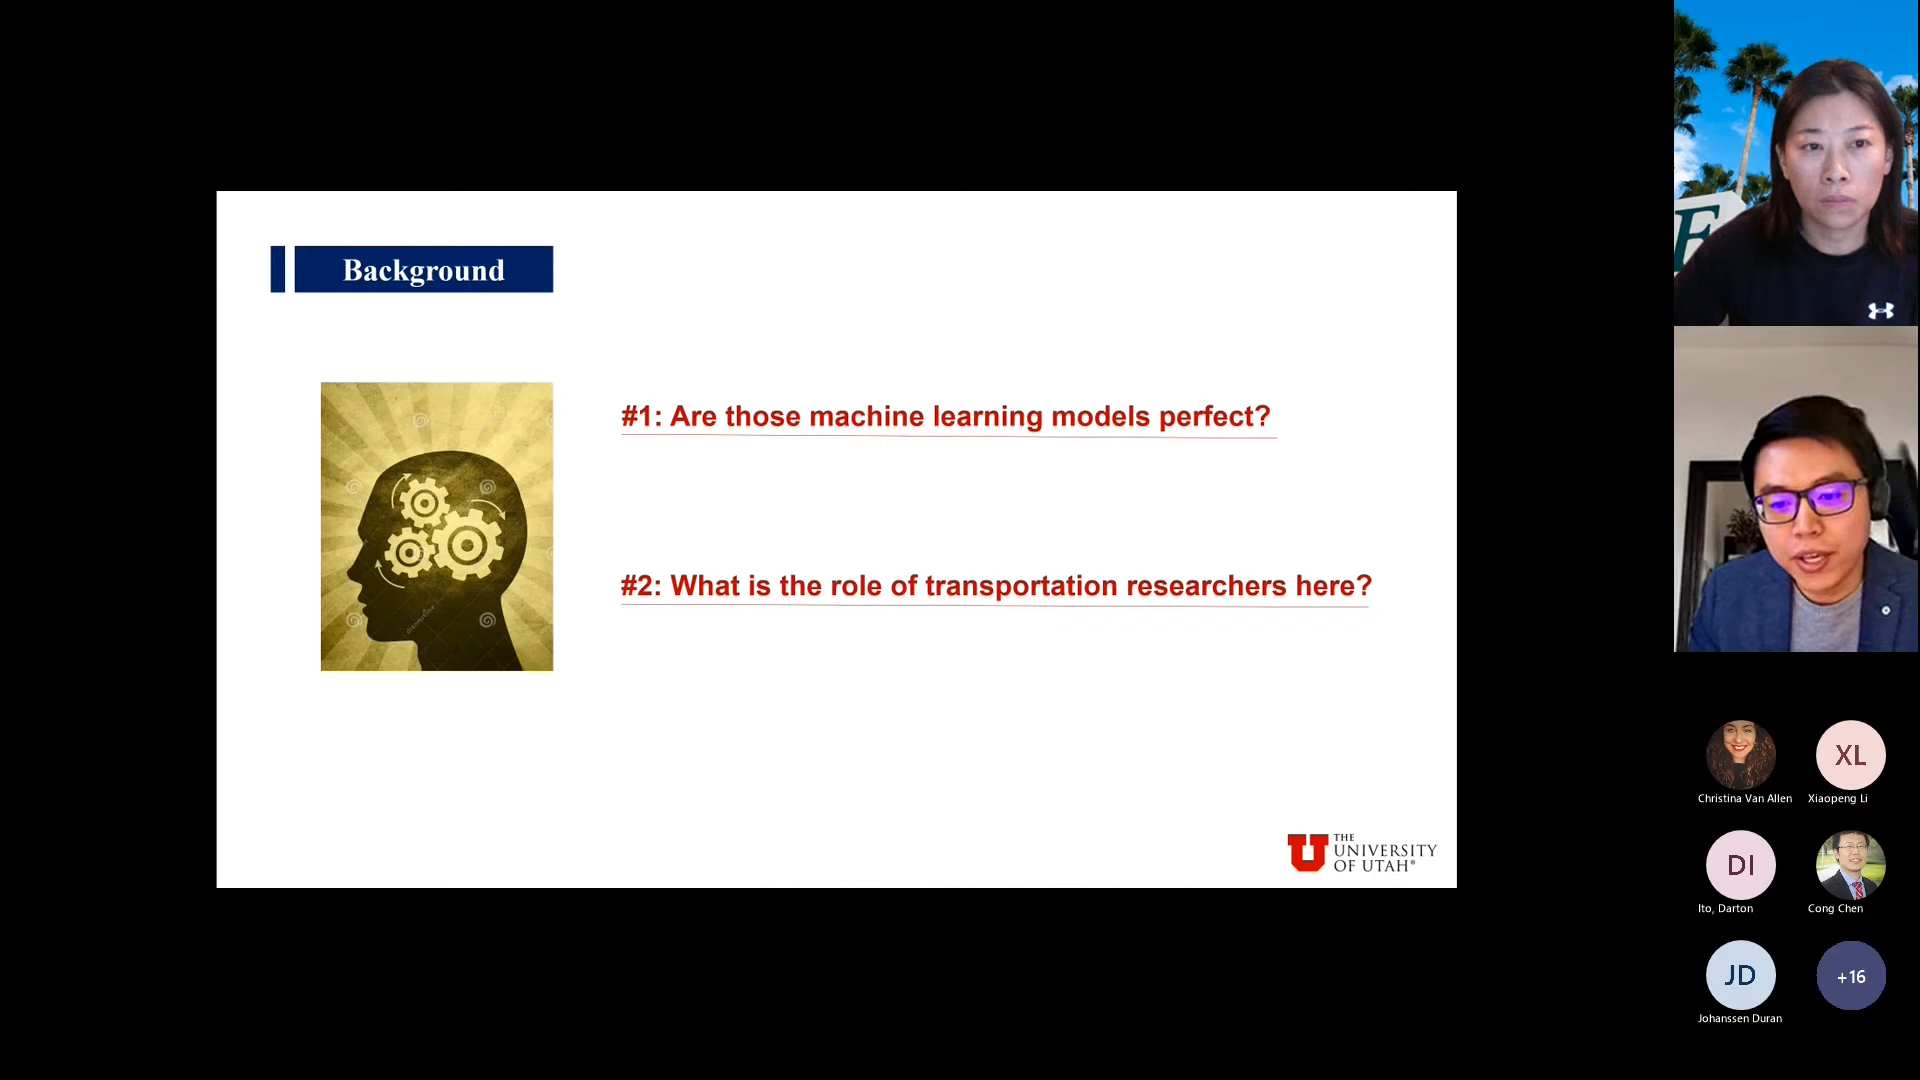 Background
#1: Are those machine learning models perfect?
#2: What is the role of transportation researchers here?
THE
UNIVERSITY
OF UTAH®
XL
Christina Van Allen
Xiaopeng Li
DI
Ito, Darton
Cong Chen
JD
+16
Johanssen Duran